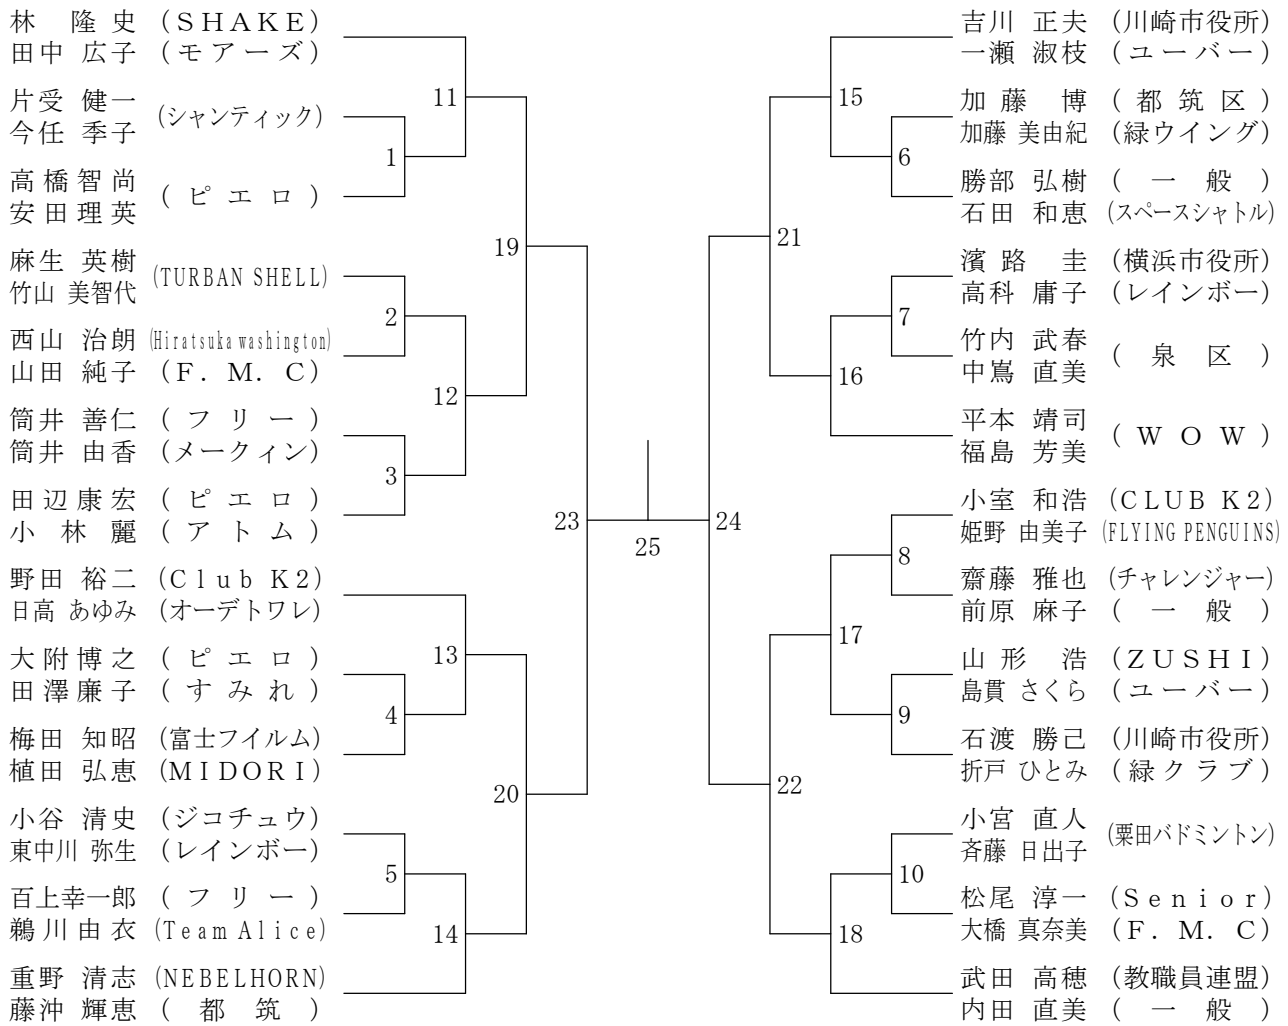 林 隆史 (SHAKE)
田中 広子 (モアーズ)
片受 健一 (シャンティック)
今任 季子
高橋智尚 (ピエロ)
安田理英
麻生 英樹 (TURBAN SHELL)
竹山 美智代
西山 治朗 (Hiratsuka washington)
山田 純子 (F. M. C)
筒井 善仁 (フリー)
筒井 由香 (メークィン)
田辺康宏 (ピエロ)
小林麗 (アトム)
野田 裕二 (Club K2)
日高 あゆみ (オーデトワレ)
大附博之 (ピエロ)
田澤廉子 (すみれ)
梅田 知昭 (富士フイルム)
植田 弘恵 (MIDORI)
小谷 清史 (ジコチュウ)
東中川 弥生 (レインボー)
百上幸一郎 (フリー)
鵜川由衣 (Team Alice)
重野 清志 (NEBELHORN)
藤沖 輝恵 (都筑)
11
1
19
2
12
3
23
13
4
20
5
14
25
15
6
21
7
16
24
8
17
9
22
10
18
吉川 正夫 (川崎市役所)
一瀬 淑枝 (ユーバー)
加藤 博 (都筑区)
加藤 美由紀 (緑ウイング)
勝部 弘樹 (一般)
石田 和恵 (スペースシャトル)
濱路 圭 (横浜市役所)
高科 庸子 (レインボー)
竹内 武春 (泉区)
中嶌 直美
平本 靖司 (WOW)
福島 芳美
小室 和浩 (CLUB K2)
姫野 由美子 (FLYING PENGUINS)
齋藤 雅也 (チャレンジャー)
前原 麻子 (一般)
山形 浩 (ZUSHI)
島貫 さくら (ユーバー)
石渡 勝己 (川崎市役所)
折戸 ひとみ (緑クラブ)
小宮 直人 (栗田バドミントン)
斉藤 日出子
松尾 淳一 (Senior)
大橋 真奈美 (F. M. C)
武田 高穂 (教職員連盟)
内田 直美 (一般)